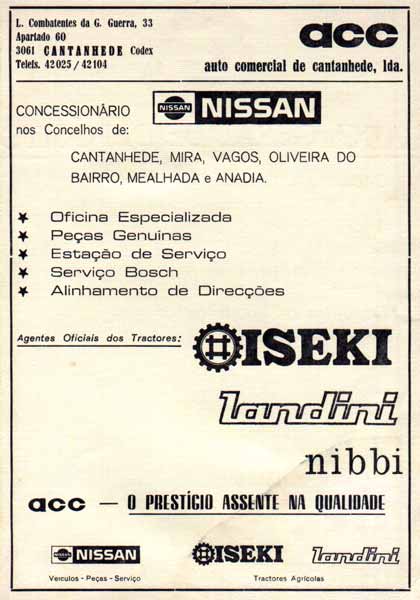 L. Combatentes da G. Guerra, 33
Apartado 60
3061 CANTANHEDE Codex
Telefs. 42025 / 42104
acc
auto comercial de cantanhede, lda.
CONCESSIONÁRIO
nos Concelhos de:
NISSAN NISSAN
CANTANHEDE, MIRA, VAGOS, OLIVEIRA DO
BAIRRO, MEALHADA e ANADIA.
★ Oficina Especializada
★ Peças Genuinas
★ Estação de Serviço
★ Serviço Bosch
★ Alinhamento de Direcções
Agentes Oficiais dos Tractores:
ISEKI
Landini
nibbi
acc — O PRESTÍGIO ASSENTE NA QUALIDADE
NISSAN NISSAN
Veículos - Peças - Serviço
ISEKI
Landini
Tractores Agrícolas